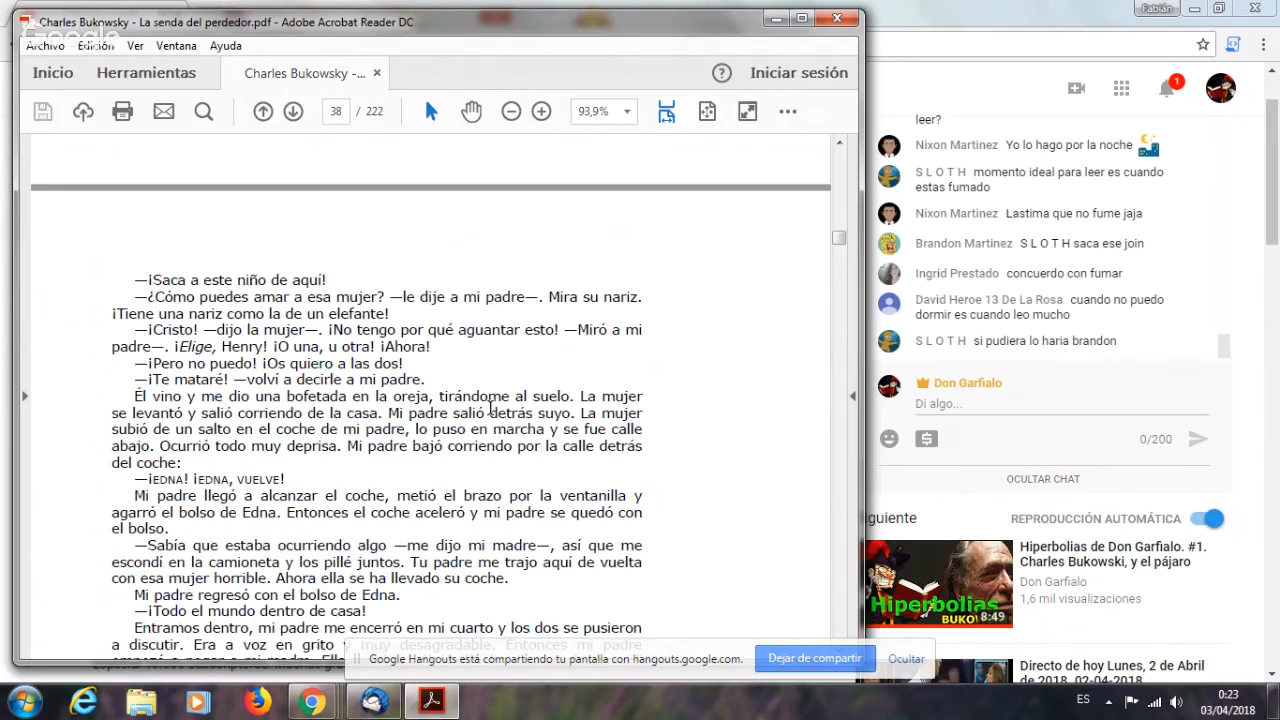 Charles Bukowsky - La senda del perdedor.pdf - Adobe Acrobat Reader DC
Fabián
Google
Archivo Edición Ver Ventana Ayuda
Inicio Herramientas Charles Bukowsky -... × Iniciar sesión
38 / 222 93,9%
—¡Saca a este niño de aquí!
—¿Cómo puedes amar a esa mujer? —le dije a mi padre—. Mira su nariz.
¡Tiene una nariz como la de un elefante!
—¡Cristo! —dijo la mujer—. ¡No tengo por qué aguantar esto! —Miró a mi
padre—. ¡Elige, Henry! ¡O una, u otra! ¡Ahora!
—¡Pero no puedo! ¡Os quiero a las dos!
—¡Te mataré! —volví a decirle a mi padre.
Él vino y me dio una bofetada en la oreja, tirándome al suelo. La mujer
se levantó y salió corriendo de la casa. Mi padre salió detrás suyo. La mujer
subió de un salto en el coche de mi padre, lo puso en marcha y se fue calle
abajo. Ocurrió todo muy deprisa. Mi padre bajó corriendo por la calle detrás
del coche:
—¡EDNA! ¡EDNA, VUELVE!
Mi padre llegó a alcanzar el coche, metió el brazo por la ventanilla y
agarró el bolso de Edna. Entonces el coche aceleró y mi padre se quedó con
el bolso.
—Sabía que estaba ocurriendo algo —me dijo mi madre—, así que me
escondí en la camioneta y los pillé juntos. Tu padre me trajo aquí de vuelta
con esa mujer horrible. Ahora ella se ha llevado su coche.
Mi padre regresó con el bolso de Edna.
—¡Todo el mundo dentro de casa!
Entramos dentro, mi padre me encerró en mi cuarto y los dos se pusieron
a discutir. Era a voz en grito y muy desagradable. Entonces mi padre
Google Hangouts está compartiendo tu pantalla con hangouts.google.com. Dejar de compartir Ocultar
1
leer?
Nixon Martinez Yo lo hago por la noche
S L O T H momento ideal para leer es cuando
estas fumado
Nixon Martinez Lastima que no fume jaja
Brandon Martinez S L O T H saca ese join
Ingrid Prestado concuerdo con fumar
David Heroe 13 De La Rosa cuando no puedo
dormir es cuando leo mucho
S L O T H si pudiera lo haria brandon
Don Garfialo
Di algo...
0/200
OCULTAR CHAT
guiente REPRODUCCIÓN AUTOMÁTICA
Hiperbolias
BUKO
8:49
Hiperbolias de Don Garfialo. #1.
Charles Bukowski, y el pájaro
Don Garfialo
1,6 mil visualizaciones
Directo de hoy Lunes, 2 de Abril
de 2018. 02-04-2018
ES
0:23
03/04/2018